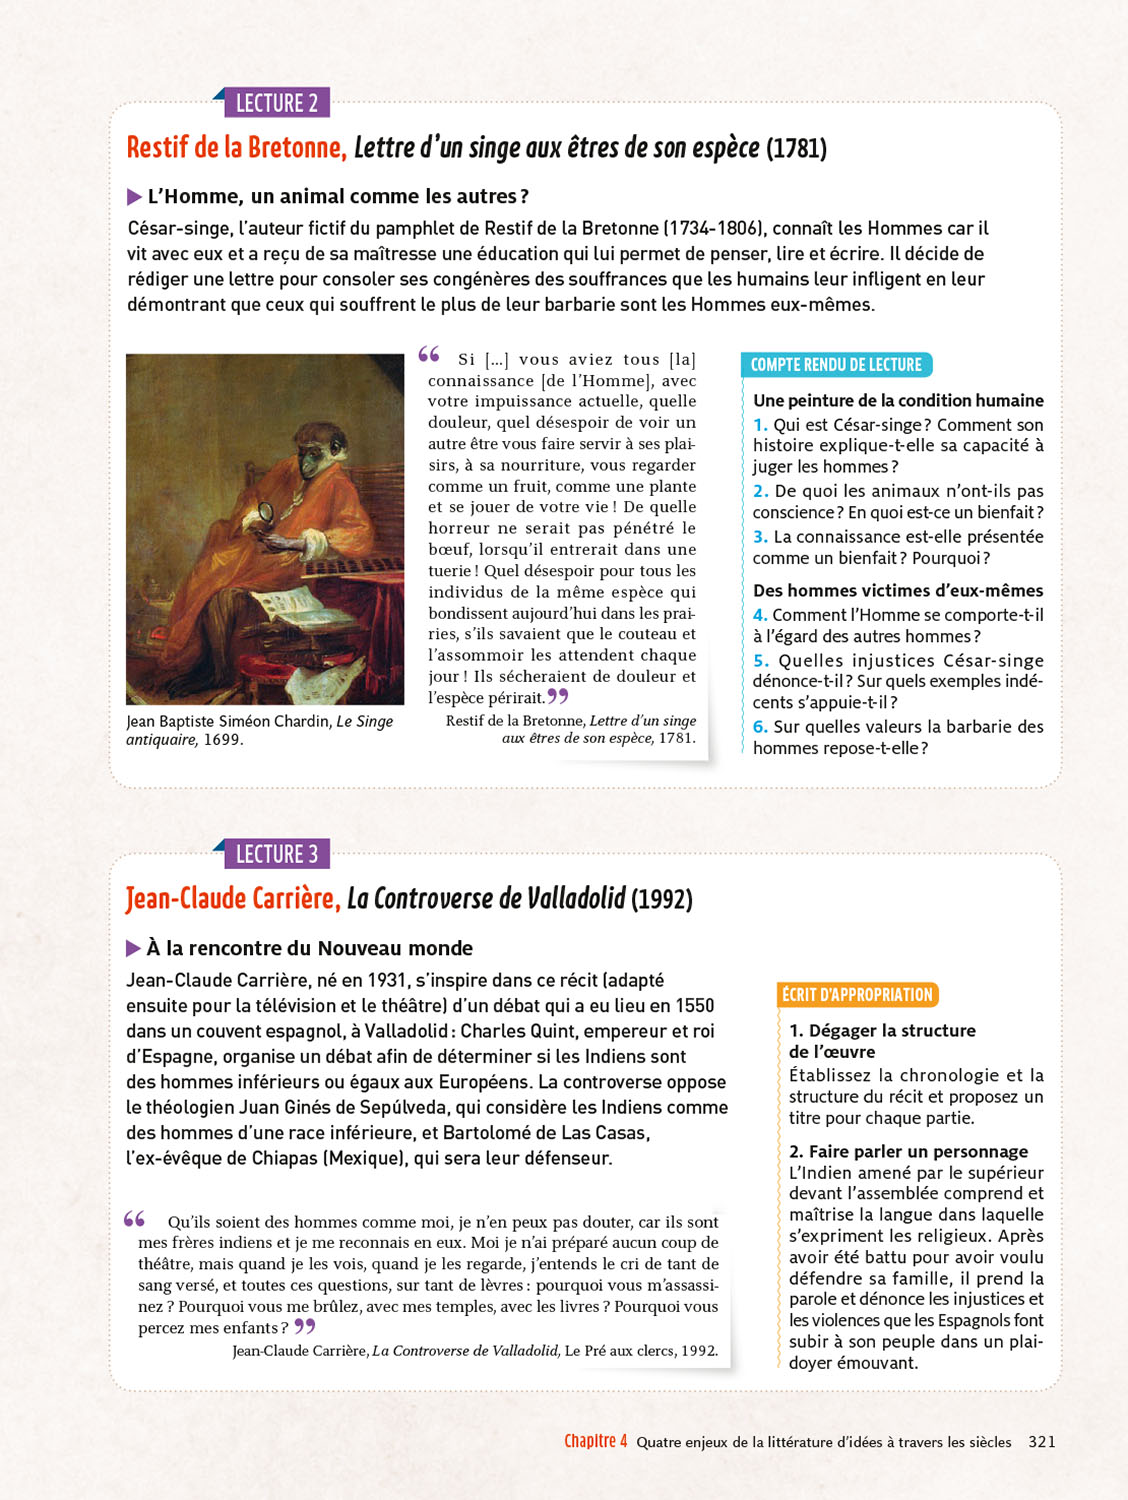 LECTURE 2
Restif de la Bretonne, Lettre d’un singe aux êtres de son espèce (1781)
L’Homme, un animal comme les autres ?
César-singe, l’auteur fictif du pamphlet de Restif de la Bretonne (1734-1806), connaît les Hommes car il
vit avec eux et a reçu de sa maîtresse une éducation qui lui permet de penser, lire et écrire. Il décide de
rédiger une lettre pour consoler ses congénères des souffrances que les humains leur infligent en leur
démontrant que ceux qui souffrent le plus de leur barbarie sont les Hommes eux-mêmes.
“ Si [...] vous aviez tous [la]
connaissance [de l’Homme], avec
votre impuissance actuelle, quelle
douleur, quel désespoir de voir un
autre être vous faire servir à ses plai-
sirs, à sa nourriture, vous regarder
comme un fruit, comme une plante
et se jouer de votre vie ! De quelle
horreur ne serait pas pénétré le
bœuf, lorsqu’il entrerait dans une
tuerie ! Quel désespoir pour tous les
individus de la même espèce qui
bondissent aujourd’hui dans les prai-
ries, s’ils savaient que le couteau et
l’assommoir les attendent chaque
jour ! Ils sécheraient de douleur et
l’espèce périrait. ”
Restif de la Bretonne, Lettre d’un singe
aux êtres de son espèce, 1781.
Jean Baptiste Siméon Chardin, Le Singe
antiquaire, 1699.
COMPTE RENDU DE LECTURE
Une peinture de la condition humaine
1. Qui est César-singe ? Comment son
histoire explique-t-elle sa capacité à
juger les hommes ?
2. De quoi les animaux n’ont-ils pas
conscience ? En quoi est-ce un bienfait ?
3. La connaissance est-elle présentée
comme un bienfait ? Pourquoi ?
Des hommes victimes d’eux-mêmes
4. Comment l’Homme se comporte-t-il
à l’égard des autres hommes ?
5. Quelles injustices César-singe
dénonce-t-il ? Sur quels exemples indé-
cents s’appuie-t-il ?
6. Sur quelles valeurs la barbarie des
hommes repose-t-elle ?
LECTURE 3
Jean-Claude Carrière, La Controverse de Valladolid (1992)
À la rencontre du Nouveau monde
Jean-Claude Carrière, né en 1931, s’inspire dans ce récit (adapté
ensuite pour la télévision et le théâtre) d’un débat qui a eu lieu en 1550
dans un couvent espagnol, à Valladolid : Charles Quint, empereur et roi
d’Espagne, organise un débat afin de déterminer si les Indiens sont
des hommes inférieurs ou égaux aux Européens. La controverse oppose
le théologien Juan Ginés de Sepúlveda, qui considère les Indiens comme
des hommes d’une race inférieure, et Bartolomé de Las Casas,
l’ex-évêque de Chiapas (Mexique), qui sera leur défenseur.
“ Qu’ils soient des hommes comme moi, je n’en peux pas douter, car ils sont
mes frères indiens et je me reconnais en eux. Moi je n’ai préparé aucun coup de
théâtre, mais quand je les vois, quand je les regarde, j’entends le cri de tant de
sang versé, et toutes ces questions, sur tant de lèvres : pourquoi vous m’assassi-
nez ? Pourquoi vous me brûlez, avec mes temples, avec les livres ? Pourquoi vous
percez mes enfants ? ”
Jean-Claude Carrière, La Controverse de Valladolid, Le Pré aux clercs, 1992.
ÉCRIT D’APPROPRIATION
1. Dégager la structure
de l’œuvre
Établissez la chronologie et la
structure du récit et proposez un
titre pour chaque partie.
2. Faire parler un personnage
L’Indien amené par le supérieur
devant l’assemblée comprend et
maîtrise la langue dans laquelle
s’expriment les religieux. Après
avoir été battu pour avoir voulu
défendre sa famille, il prend la
parole et dénonce les injustices et
les violences que les Espagnols font
subir à son peuple dans un plai-
doyer émouvant.
Chapitre 4 Quatre enjeux de la littérature d’idées à travers les siècles 321